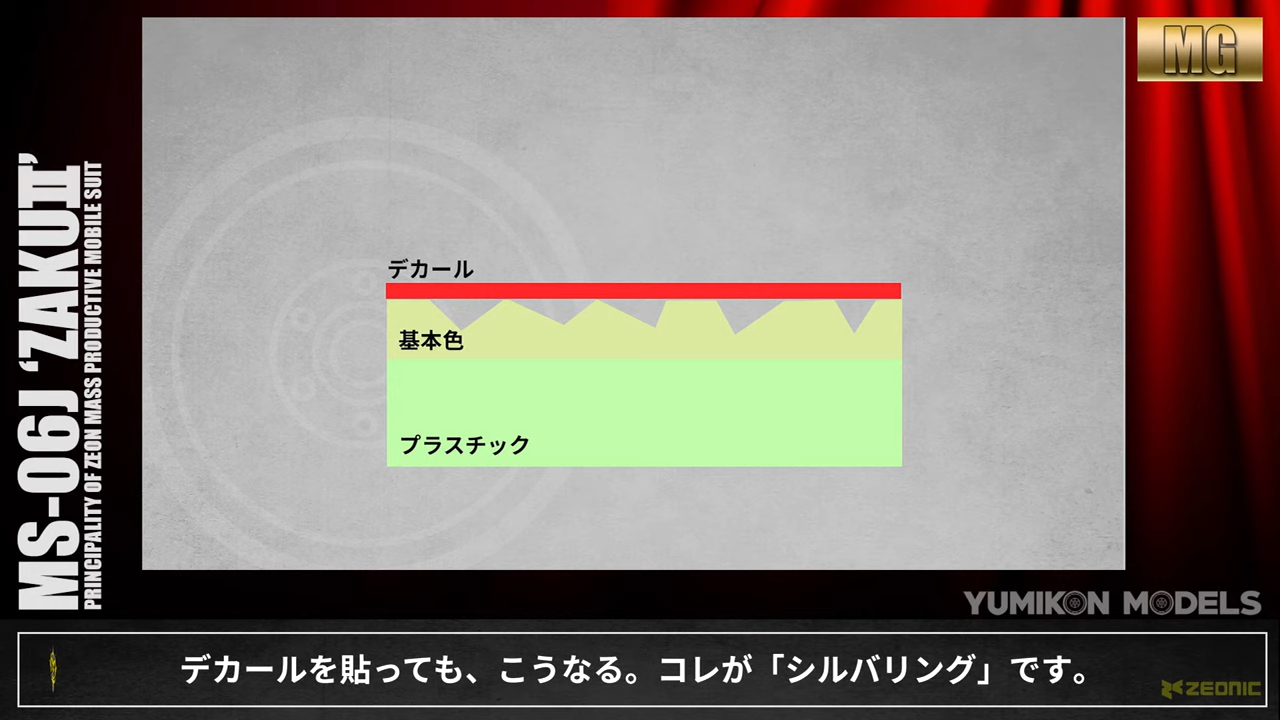 MG
MS-06J ‘ZAKUⅡ’
PRINCIPALITY OF ZEON MASS PRODUCTIVE MOBILE SUIT
デカール
基本色
プラスチック
YUMIKON MODELS
デカールを貼っても、こうなる。コレが「シルバリング」です。
ZEONIC